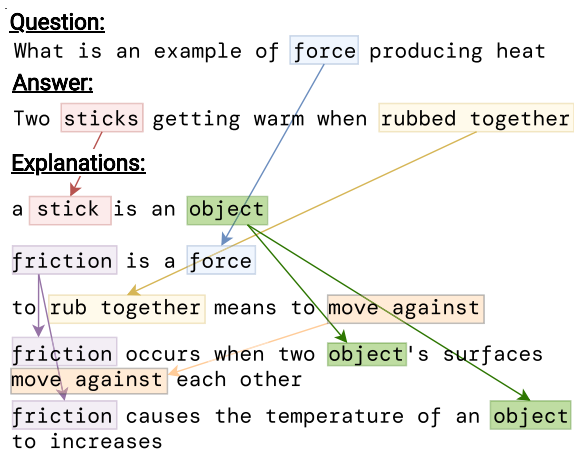 Question:
What is an example of force producing heat
Answer:
Two sticks getting warm when rubbed together
Explanations:
a stick is an object
friction is a force
to rub together means to move against
friction occurs when two object's surfaces
move against each other
friction causes the temperature of an object
to increases